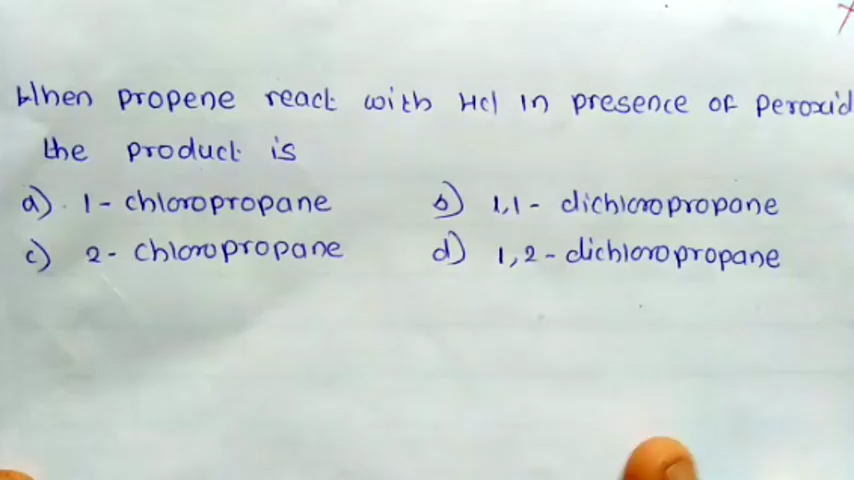 When propene react with Hcl in presence of peroxid
the product is
a) 1 - chloropropane b) 1,1 - dichloropropane
c) 2 - chloropropane d) 1,2 - dichloropropane